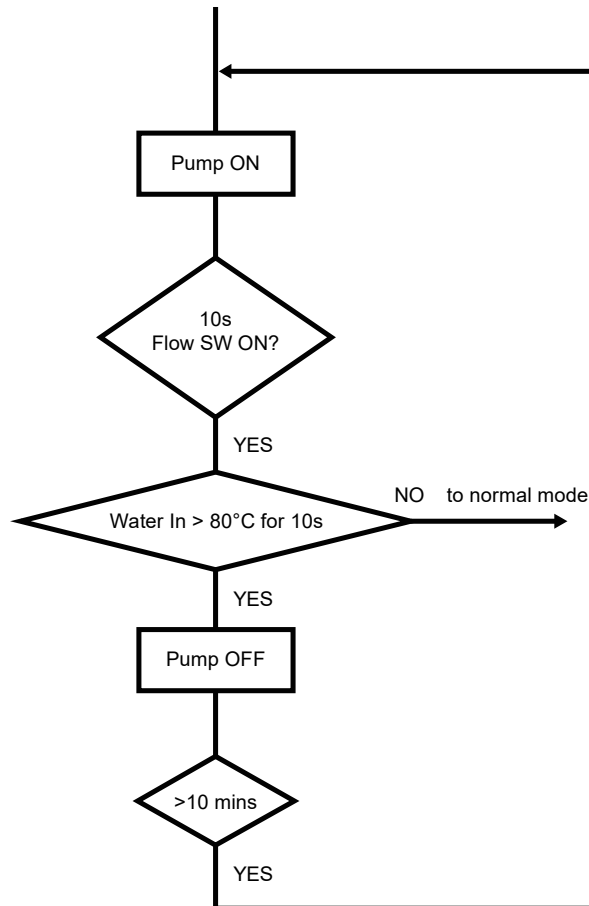 Pump ON
10s
Flow SW ON?
YES
NO to normal mode
Water In > 80°C for 10s
YES
Pump OFF
>10 mins
YES